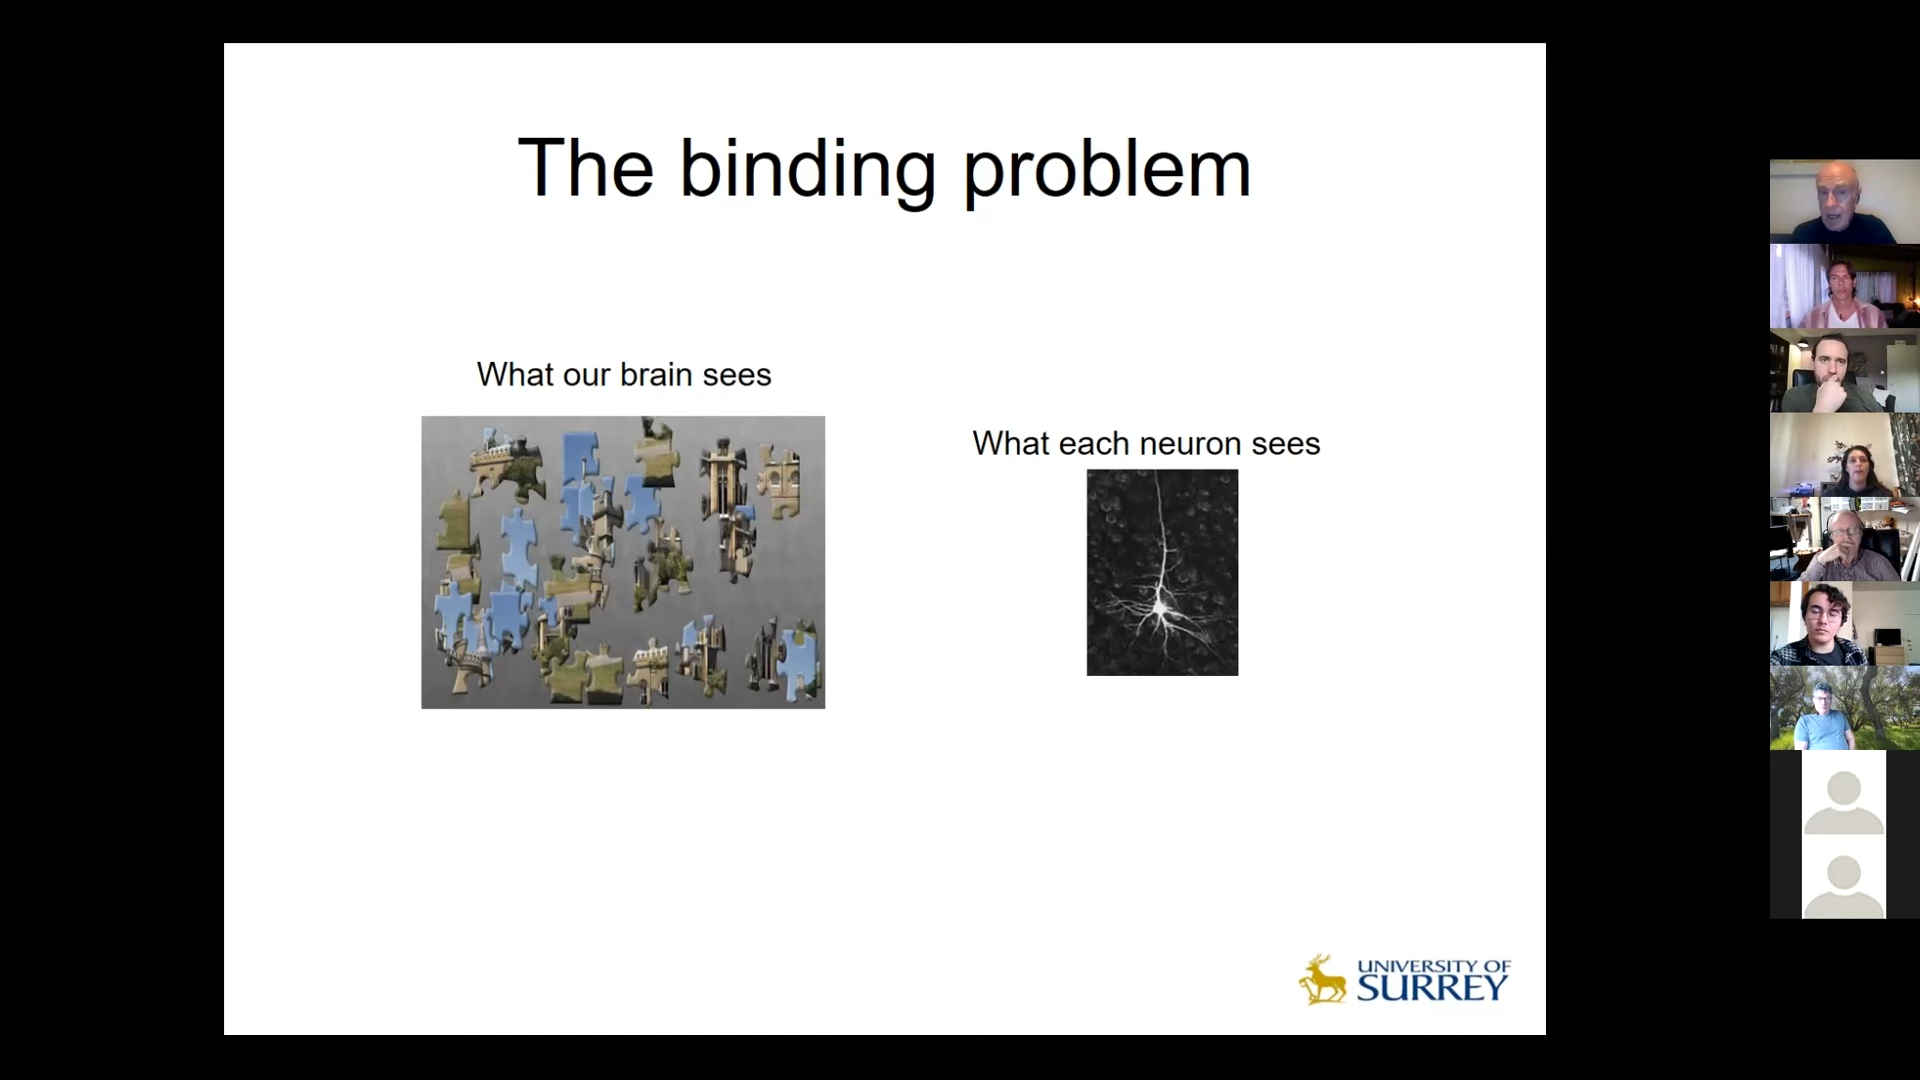 The binding problem
What our brain sees
What each neuron sees
UNIVERSITY OF
SURREY